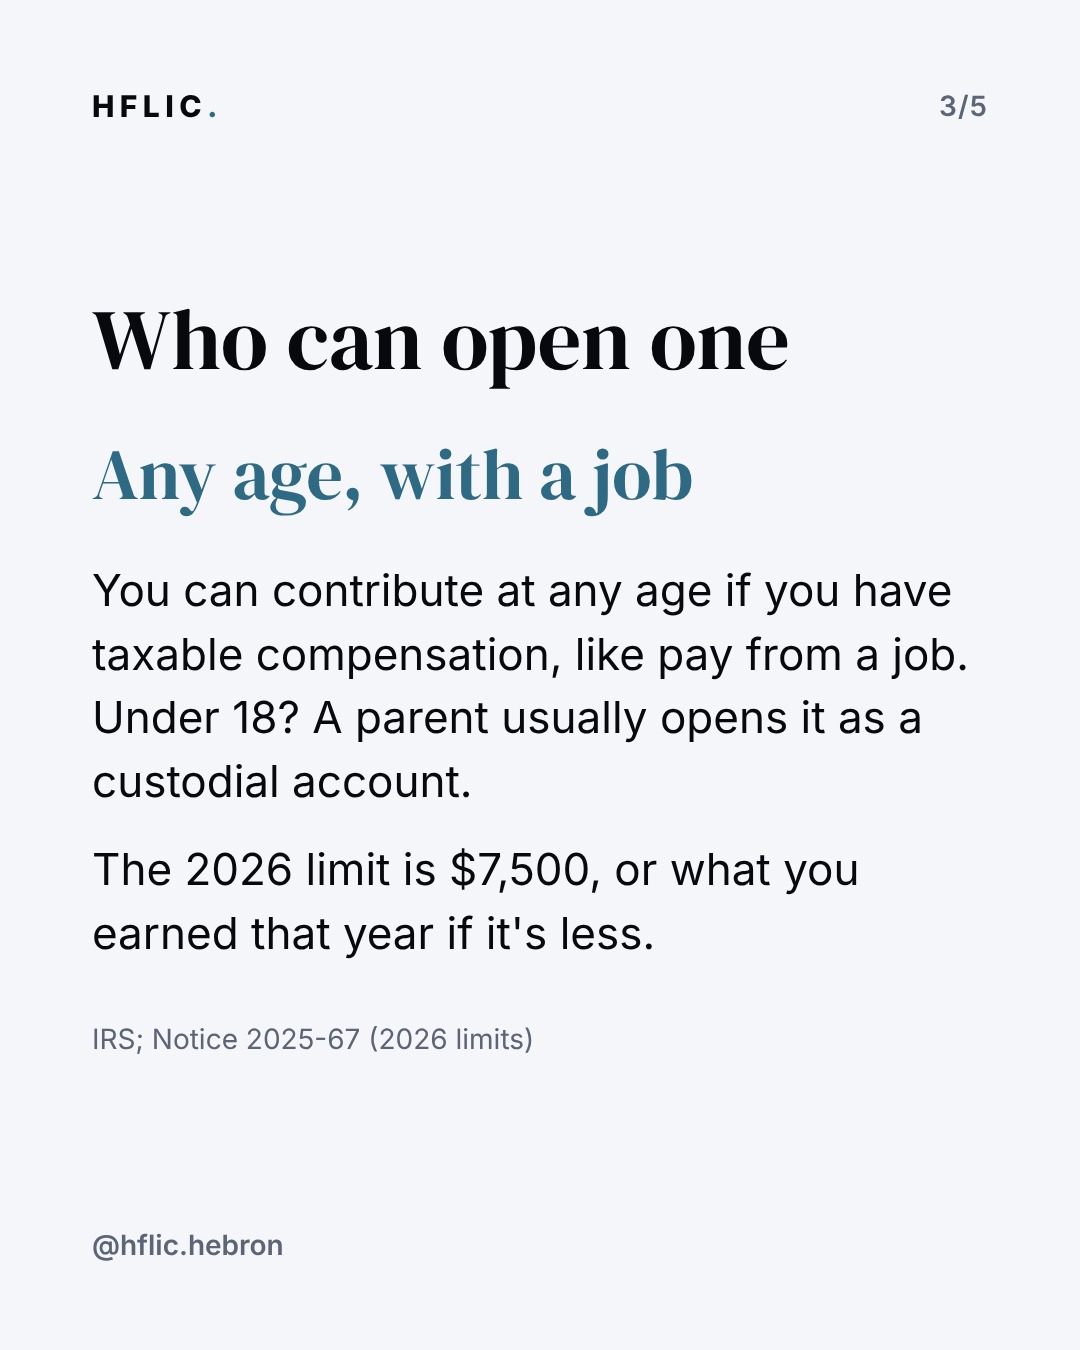 HFLIC.
3/5
Who can open one
Any age, with a job
You can contribute at any age if you have
taxable compensation, like pay from a job.
Under 18? A parent usually opens it as a
custodial account.
The 2026 limit is $7,500, or what you
earned that year if it's less.
IRS; Notice 2025-67 (2026 limits)
@hflic.hebron